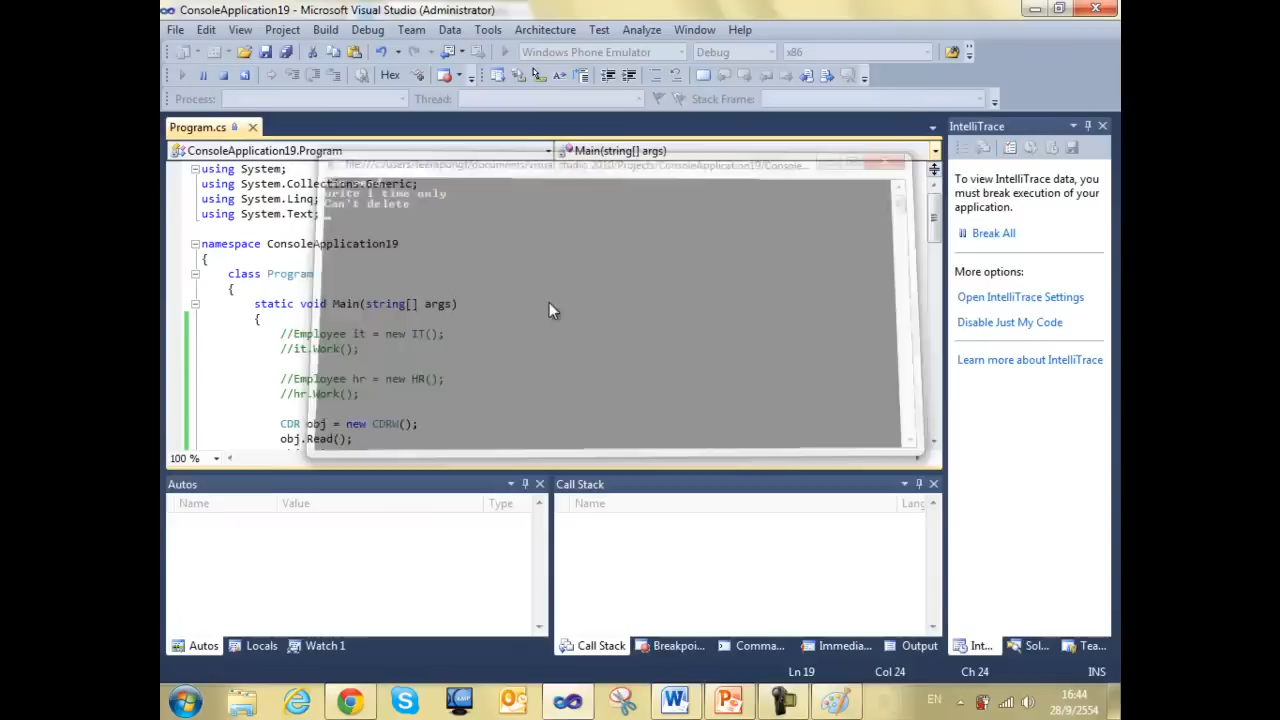 ConsoleApplication19 - Microsoft Visual Studio (Administrator)
File Edit View Project Build Debug Team Data Tools Architecture Test Analyze Window Help
Windows Phone Emulator Debug x86
Hex
Process: Thread: Stack Frame:
Program.cs
ConsoleApplication19.Program Main(string[] args)
using System;
using System.Collections.Generic;
using System.Linq;
using System.Text;
namespace ConsoleApplication19
{
class Program
{
static void Main(string[] args)
{
//Employee it = new IT();
//it.Work();
//Employee hr = new HR();
//hr.Work();
CDR obj = new CDRW();
obj.Read();
100 %
write 1 time only
Can't delete
IntelliTrace
To view IntelliTrace data, you
must break execution of your
application.
Break All
More options:
Open IntelliTrace Settings
Disable Just My Code
Learn more about IntelliTrace
Autos
Name Value Type
Call Stack
Name Lang
Autos Locals Watch 1
Call Stack Breakpoi... Comma... Immedia... Output
Int... Sol... Tea...
Ln 19 Col 24 Ch 24 INS
EN
16:44
28/9/2554